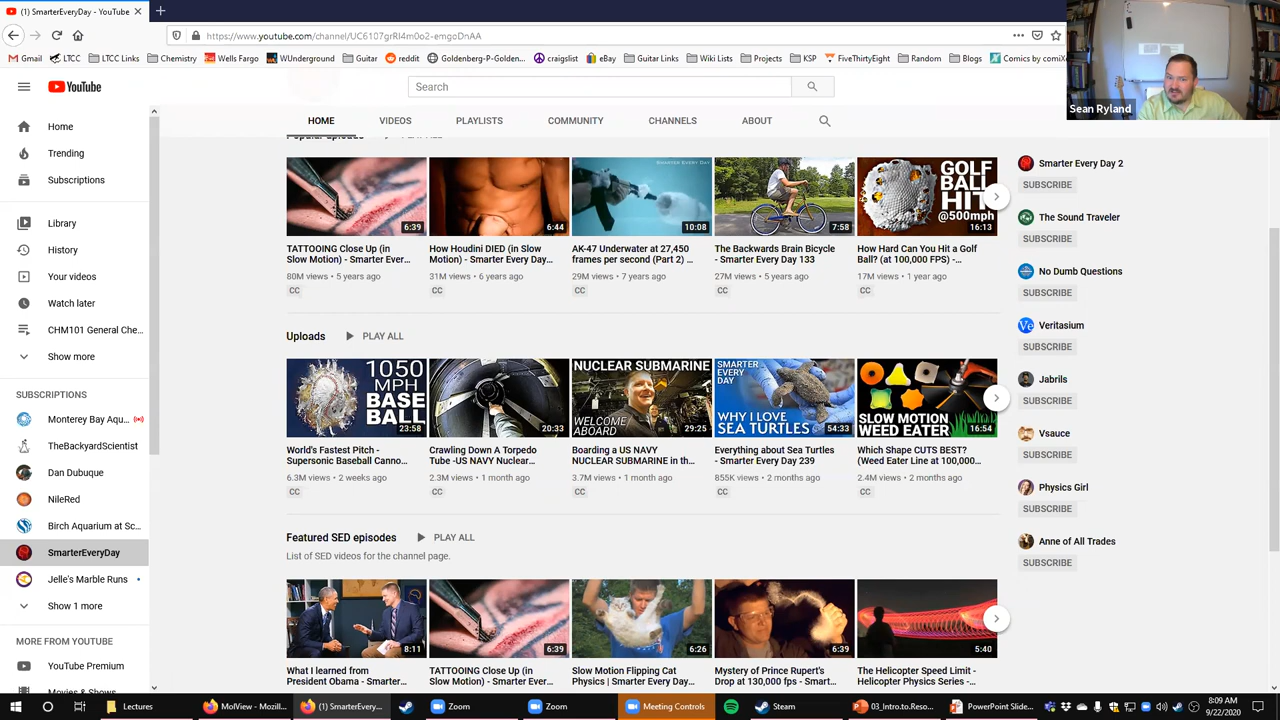 (1) SmarterEveryDay - YouTube
https://www.youtube.com/channel/UC6107grRI4m0o2-emgoDnAA
Gmail LTCC LTCC Links Chemistry Wells Fargo WUnderground Guitar reddit Goldenberg-P-Golden... craigslist eBay Guitar Links Wiki Lists Projects KSP FiveThirtyEight Random Blogs Comics by comiX
Sean Ryland
YouTube
Search
HOME VIDEOS PLAYLISTS COMMUNITY CHANNELS ABOUT
Home
Trending
Subscriptions
Library
History
Your videos
Watch later
CHM101 General Che...
Show more
SUBSCRIPTIONS
Monterey Bay Aqu...
TheBackyardScientist
Dan Dubuque
NileRed
Birch Aquarium at Sc...
SmarterEveryDay
Jelle's Marble Runs
Show 1 more
MORE FROM YOUTUBE
YouTube Premium
Movies & Shows
Popular uploads PLAY ALL
6:39
6:44
SMARTER EVERY DAY
10:08
7:58
GOLF
BALL
HIT
@500mph
16:13
TATTOOING Close Up (in
Slow Motion) - Smarter Ever...
80M views • 5 years ago
CC
How Houdini DIED (in Slow
Motion) - Smarter Every Day...
31M views • 6 years ago
CC
AK-47 Underwater at 27,450
frames per second (Part 2) ...
29M views • 7 years ago
CC
The Backwards Brain Bicycle
- Smarter Every Day 133
27M views • 5 years ago
CC
How Hard Can You Hit a Golf
Ball? (at 100,000 FPS) -...
17M views • 1 year ago
CC
Uploads PLAY ALL
1050
MPH
BASE
BALL
23:58
20:33
NUCLEAR SUBMARINE
WELCOME
ABOARD
29:25
SMARTER
EVERY
DAY
WHY I LOVE
SEA TURTLES
54:33
SLOW MOTION
WEED EATER
16:54
World's Fastest Pitch -
Supersonic Baseball Canno...
6.3M views • 2 weeks ago
CC
Crawling Down A Torpedo
Tube -US NAVY Nuclear...
2.3M views • 1 month ago
CC
Boarding a US NAVY
NUCLEAR SUBMARINE in th...
3.7M views • 1 month ago
CC
Everything about Sea Turtles
- Smarter Every Day 239
855K views • 2 months ago
CC
Which Shape CUTS BEST?
(Weed Eater Line at 100,000...
2.4M views • 2 months ago
CC
Featured SED episodes PLAY ALL
List of SED videos for the channel page.
8:11
6:39
6:26
6:39
5:40
What I learned from
President Obama - Smarter...
TATTOOING Close Up (in
Slow Motion) - Smarter Ever...
Slow Motion Flipping Cat
Physics | Smarter Every Day...
Mystery of Prince Rupert's
Drop at 130,000 fps - Smart...
The Helicopter Speed Limit -
Helicopter Physics Series -...
Smarter Every Day 2
SUBSCRIBE
The Sound Traveler
SUBSCRIBE
No Dumb Questions
SUBSCRIBE
Ve Veritasium
SUBSCRIBE
Jabrils
SUBSCRIBE
Vsauce
SUBSCRIBE
Physics Girl
SUBSCRIBE
Anne of All Trades
SUBSCRIBE
Lectures MolView - Mozill... (1) SmarterEvery... Zoom Zoom Meeting Controls Steam 03_Intro.to.Reso... PowerPoint Slide...
8:09 AM
9/22/2020